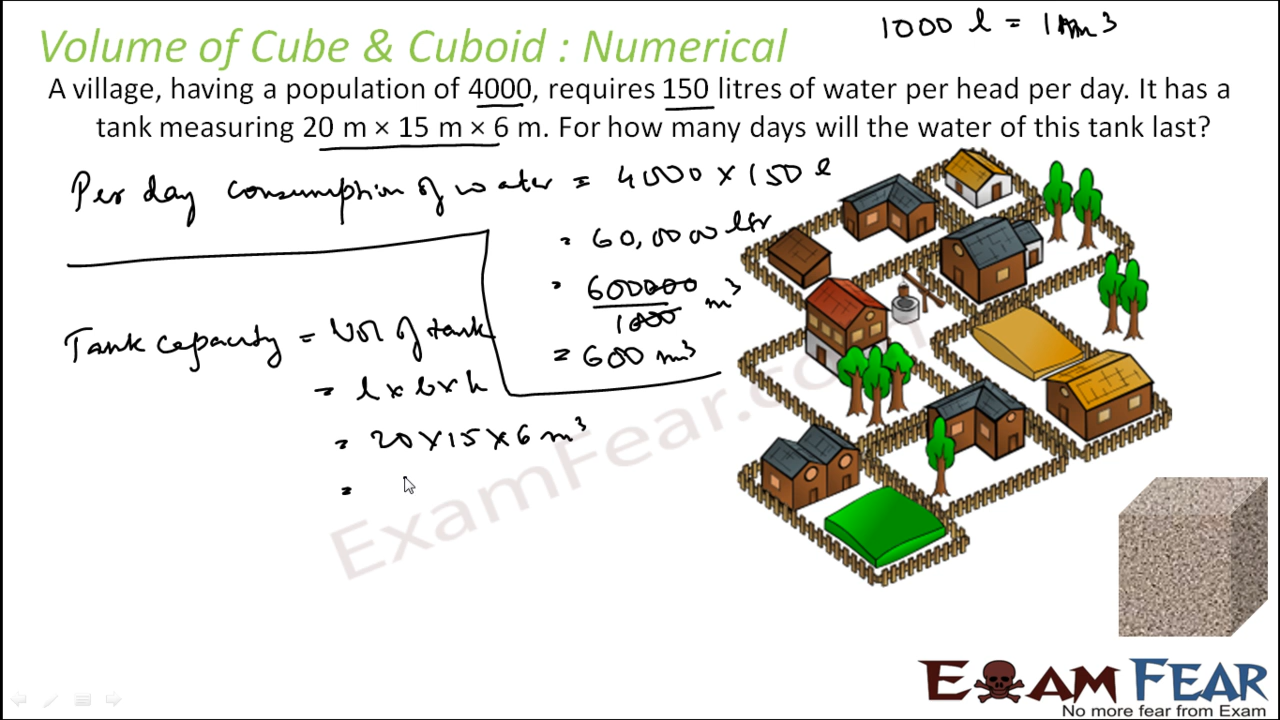 1000 l = 1 m³
Volume of Cube & Cuboid : Numerical
A village, having a population of 4000, requires 150 litres of water per head per day. It has a
tank measuring 20 m × 15 m × 6 m. For how many days will the water of this tank last?
Per day consumption of water = 4000 × 150 l
= 60,0000 ltr
= 600000/1000 m³
= 600 m³
Tank capacity = Vol of tank
= l × b × h
= 20 × 15 × 6 m³
=
ExamFear.com
EXAM FEAR
No more fear from Exam